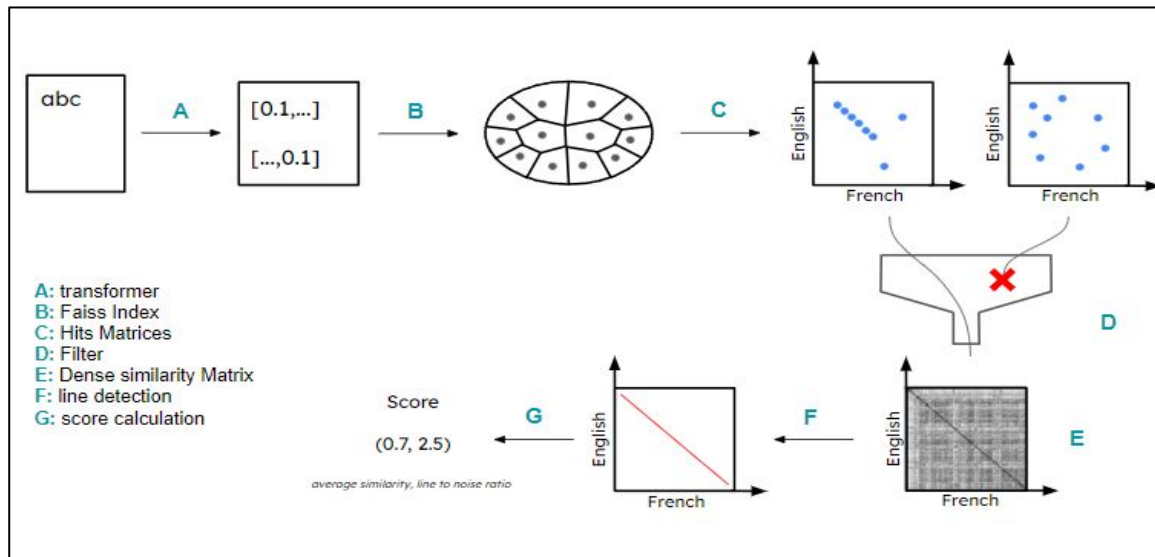 abc
A
[0.1,...]
[...,0.1]
B
C
English
French
English
French
A: transformer
B: Faiss Index
C: Hits Matrices
D: Filter
E: Dense similarity Matrix
F: line detection
G: score calculation
D
Score
(0.7, 2.5)
average similarity, line to noise ratio
G
English
French
F
English
French
E